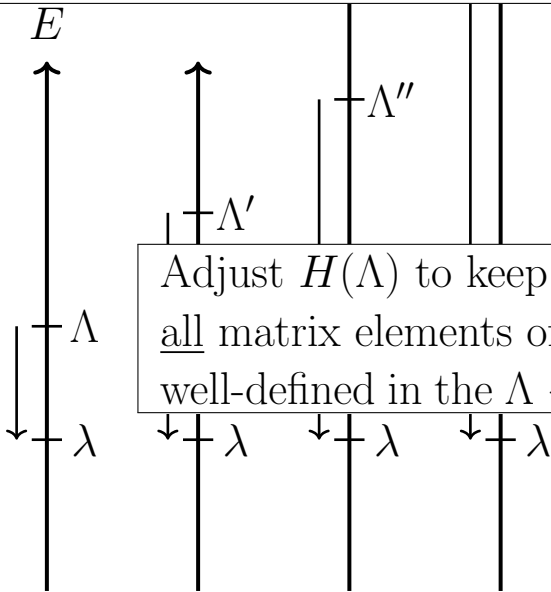 E
Λ''
Λ'
Adjust H(Λ) to keep
Λ
all matrix elements
well-defined in the Λ
λ λ λ λ